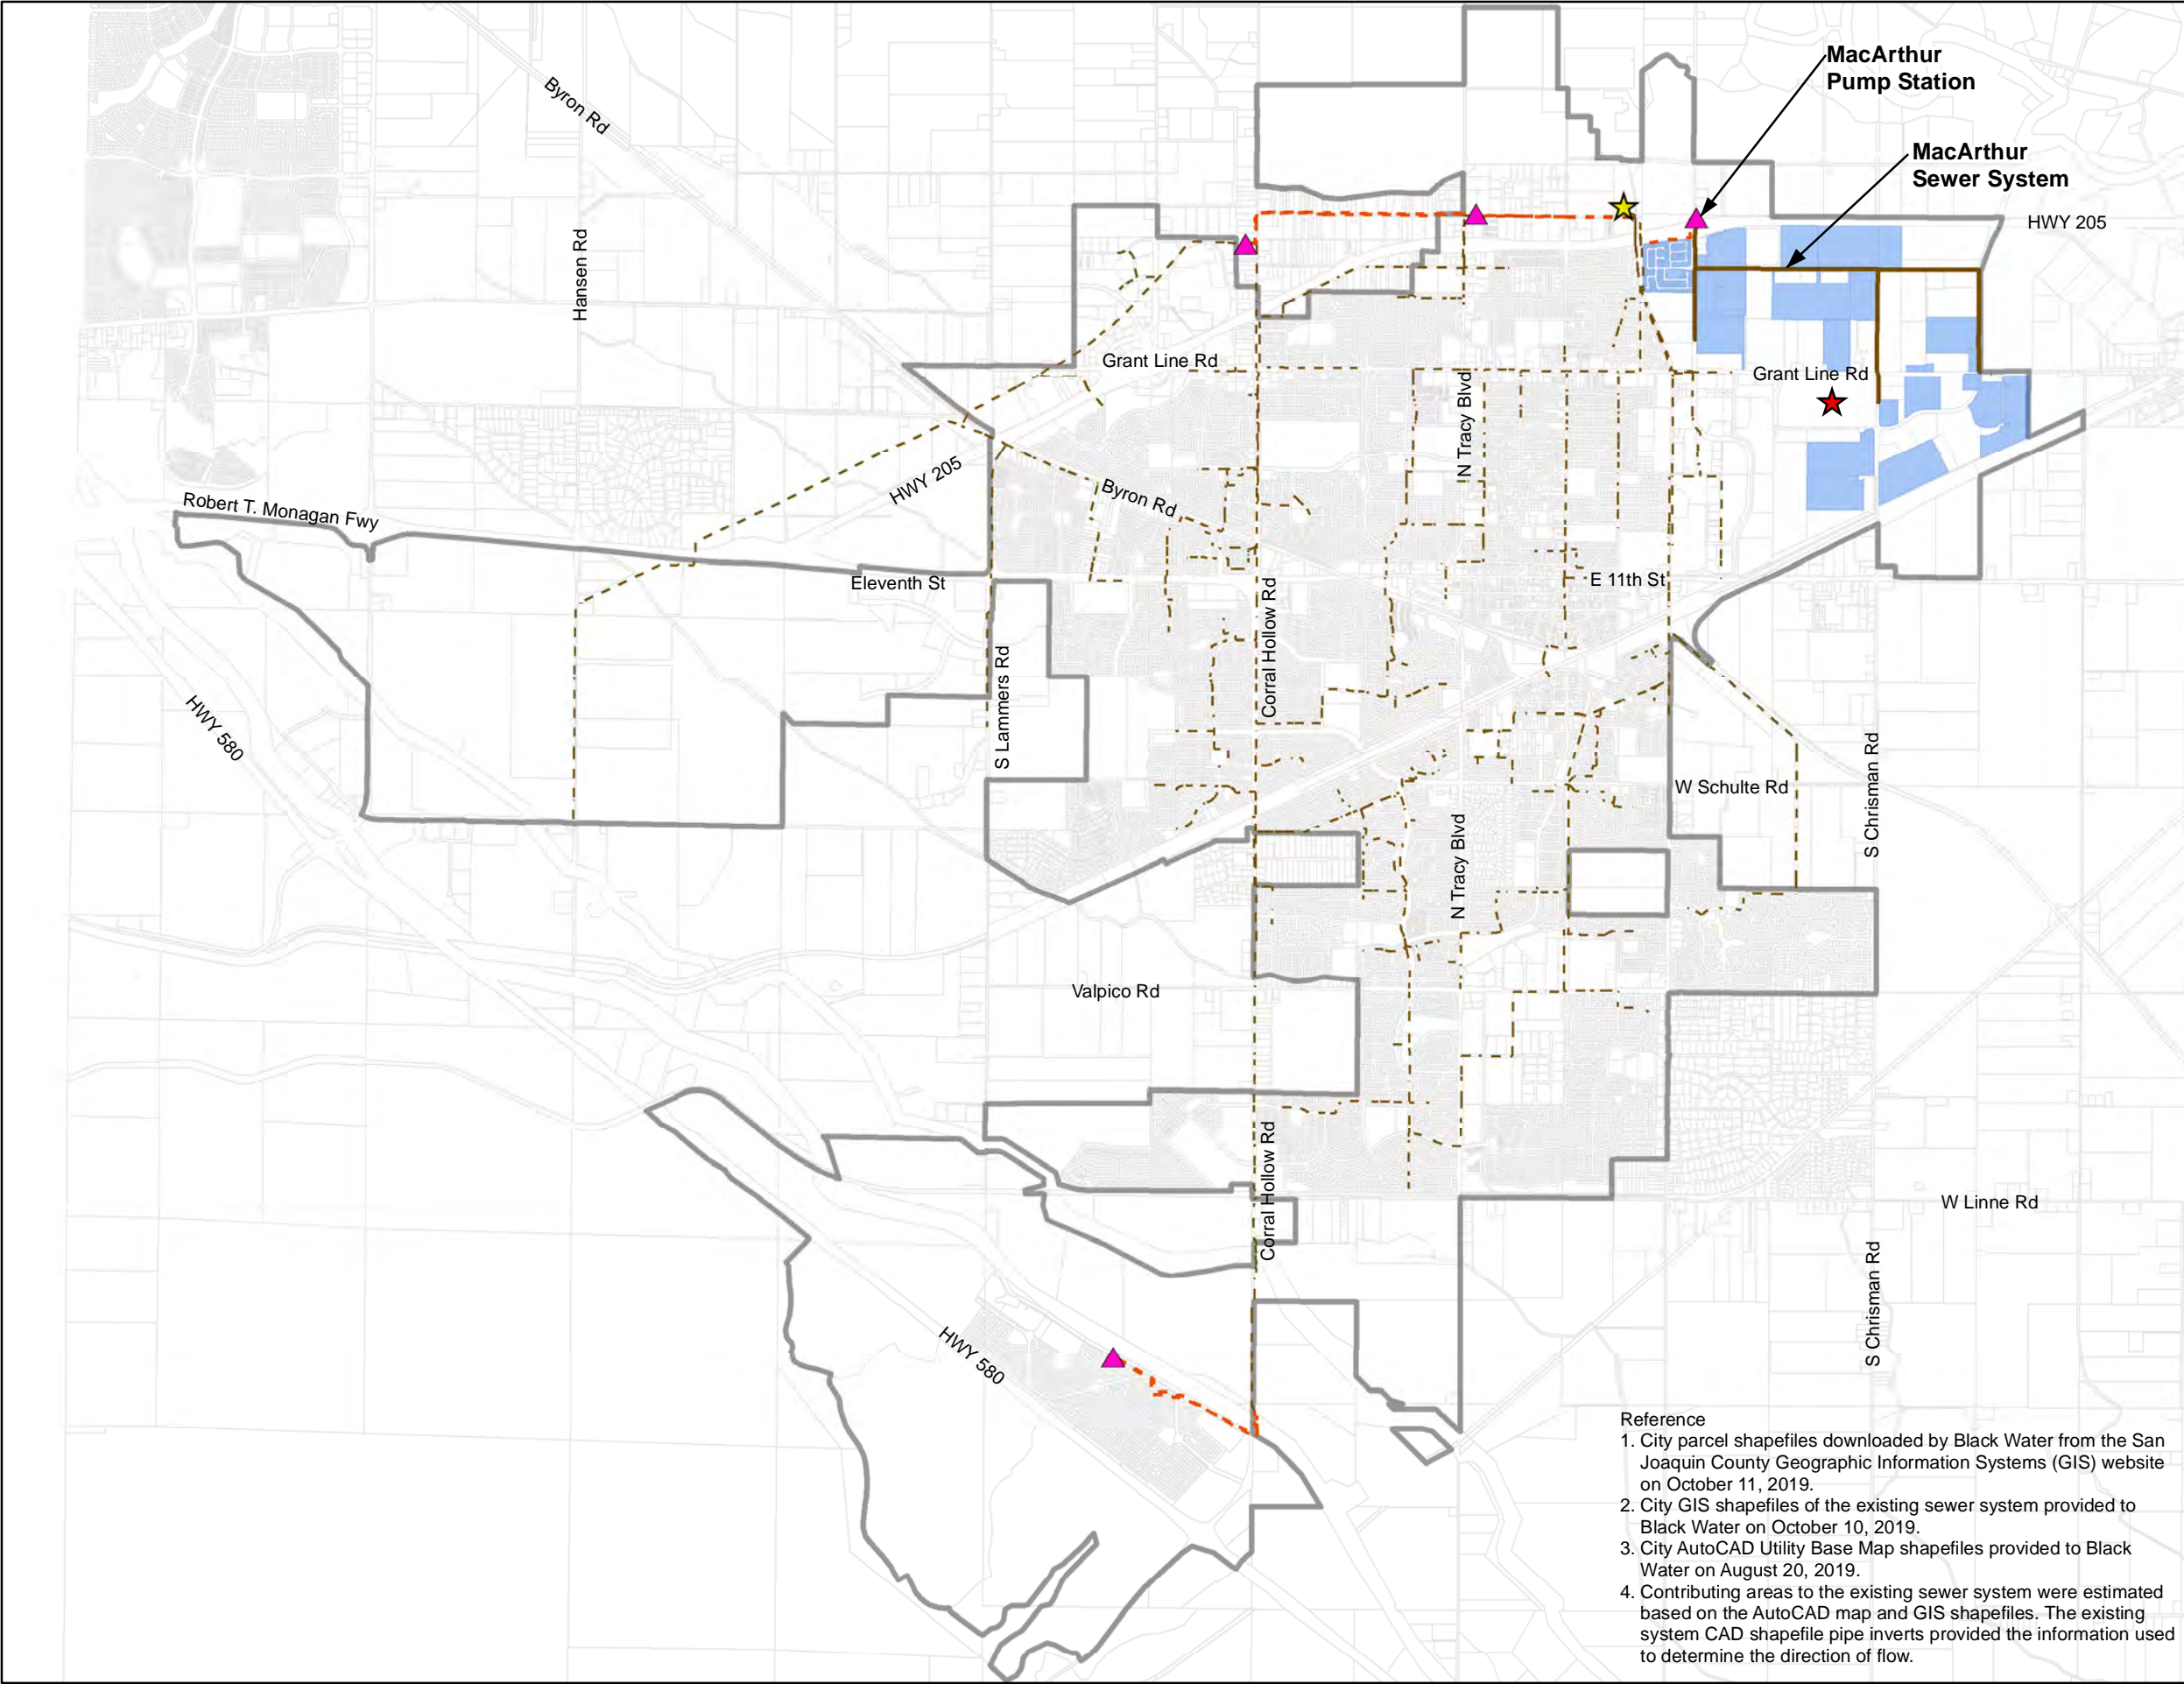 MacArthur
Pump Station
Byron Rd
MacArthur
Sewer System
HWY 205
Hansen Rd
Grant Line Rd
Grant Line Rd
N Tracy Blvd
HWY 205
Byron Rd
Robert T. Monagan Fwy
Eleventh St
E 11th St
Corral Hollow Rd
S Lammers Rd
HWY 580
W Schulte Rd
S Chrisman Rd
N Tracy Blvd
Valpico Rd
Corral Hollow Rd
W Linne Rd
S Chrisman Rd
HWY 580
Reference
1. City parcel shapefiles downloaded by Black Water from the San
Joaquin County Geographic Information Systems (GIS) website
on October 11, 2019.
2. City GIS shapefiles of the existing sewer system provided to
Black Water on October 10, 2019.
3. City AutoCAD Utility Base Map shapefiles provided to Black
Water on August 20, 2019.
4. Contributing areas to the existing sewer system were estimated
based on the AutoCAD map and GIS shapefiles. The existing
system CAD shapefile pipe inverts provided the information used
to determine the direction of flow.